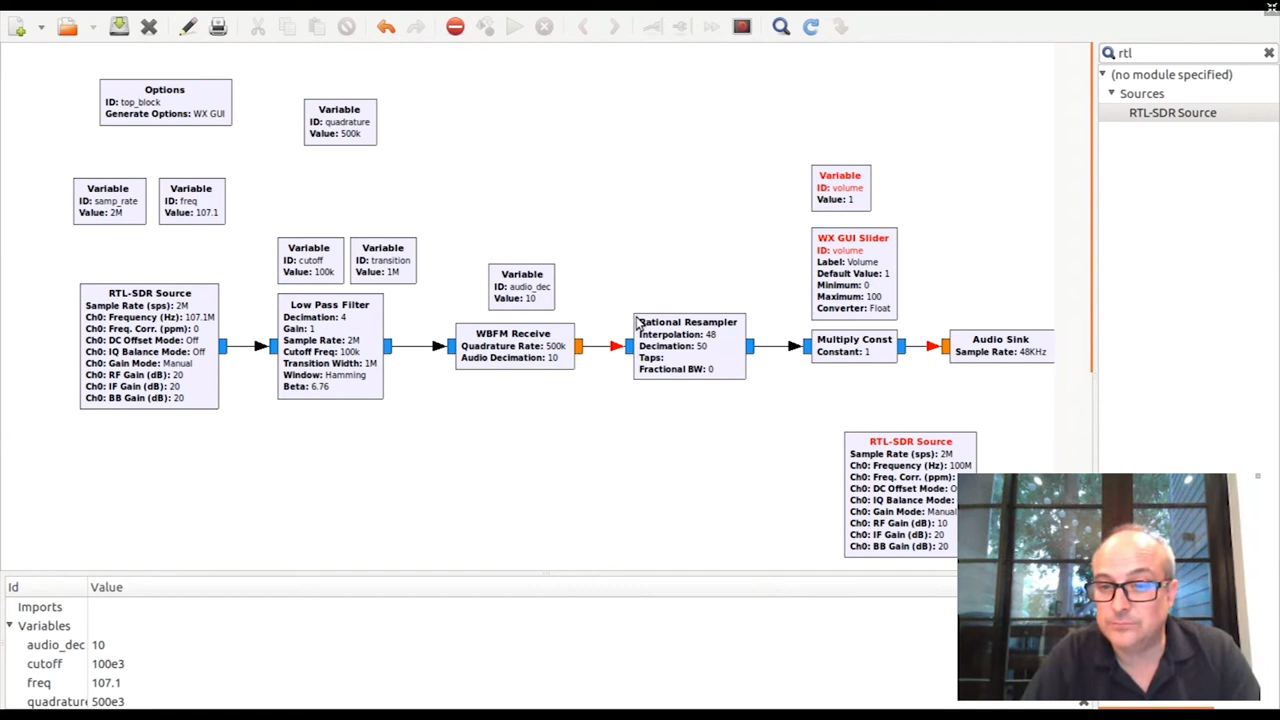 rtl
(no module specified)
Sources
RTL-SDR Source
Options
ID: top_block
Generate Options: WX GUI
Variable
ID: quadrature
Value: 500k
Variable
ID: samp_rate
Value: 2M
Variable
ID: freq
Value: 107.1
Variable
ID: volume
Value: 1
WX GUI Slider
ID: volume
Label: Volume
Default Value: 1
Minimum: 0
Maximum: 100
Converter: Float
Variable
ID: cutoff
Value: 100k
Variable
ID: transition
Value: 1M
Variable
ID: audio_dec
Value: 10
RTL-SDR Source
Sample Rate (sps): 2M
Ch0: Frequency (Hz): 107.1M
Ch0: Freq. Corr. (ppm): 0
Ch0: DC Offset Mode: Off
Ch0: IQ Balance Mode: Off
Ch0: Gain Mode: Manual
Ch0: RF Gain (dB): 20
Ch0: IF Gain (dB): 20
Ch0: BB Gain (dB): 20
Low Pass Filter
Decimation: 4
Gain: 1
Sample Rate: 2M
Cutoff Freq: 100k
Transition Width: 1M
Window: Hamming
Beta: 6.76
WBFM Receive
Quadrature Rate: 500k
Audio Decimation: 10
Rational Resampler
Interpolation: 48
Decimation: 50
Taps:
Fractional BW: 0
Multiply Const
Constant: 1
Audio Sink
Sample Rate: 48KHz
RTL-SDR Source
Sample Rate (sps): 2M
Ch0: Frequency (Hz): 100M
Ch0: Freq. Corr. (ppm):
Ch0: DC Offset Mode: O
Ch0: IQ Balance Mode:
Ch0: Gain Mode: Manual
Ch0: RF Gain (dB): 10
Ch0: IF Gain (dB): 20
Ch0: BB Gain (dB): 20
Id Value
Imports
Variables
audio_dec 10
cutoff 100e3
freq 107.1
quadrature 500e3